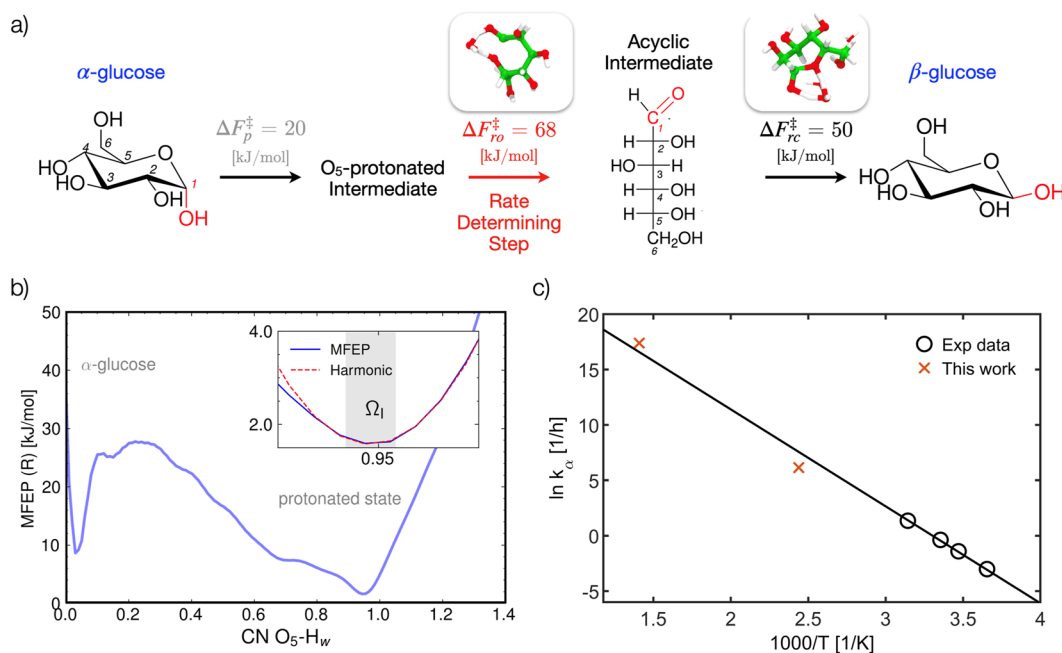 a)
α-glucose
OH
6
4
5
O
HO
2
1
HO
3
OH
OH
ΔF‡p = 20
[kJ/mol]
O5-protonated
Intermediate
ΔF‡ro = 68
[kJ/mol]
Rate
Determining
Step
Acyclic
Intermediate
H
O
C
1
H
OH
2
HO
H
3
H
OH
4
H
OH
5
CH2OH
6
ΔF‡rc = 50
[kJ/mol]
β-glucose
OH
O
HO
HO
OH
OH
b)
MFEP (R) [kJ/mol]
50
40
30
20
10
0
0.0 0.2 0.4 0.6 0.8 1.0 1.2 1.4
CN O5-Hw
α-glucose
protonated state
4.0
2.0
0.95
MFEP
Harmonic
ΩI
c)
ln kα [1/h]
20
15
10
5
0
-5
1.5 2 2.5 3 3.5 4
1000/T [1/K]
Exp data
This work